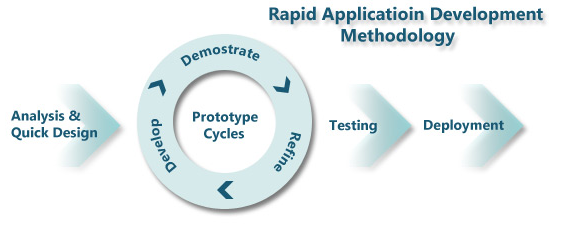 Rapid Applicatioin Development
Methodology
Analysis &
Quick Design
Demostrate
Refine
Develop
Prototype
Cycles
Testing
Deployment